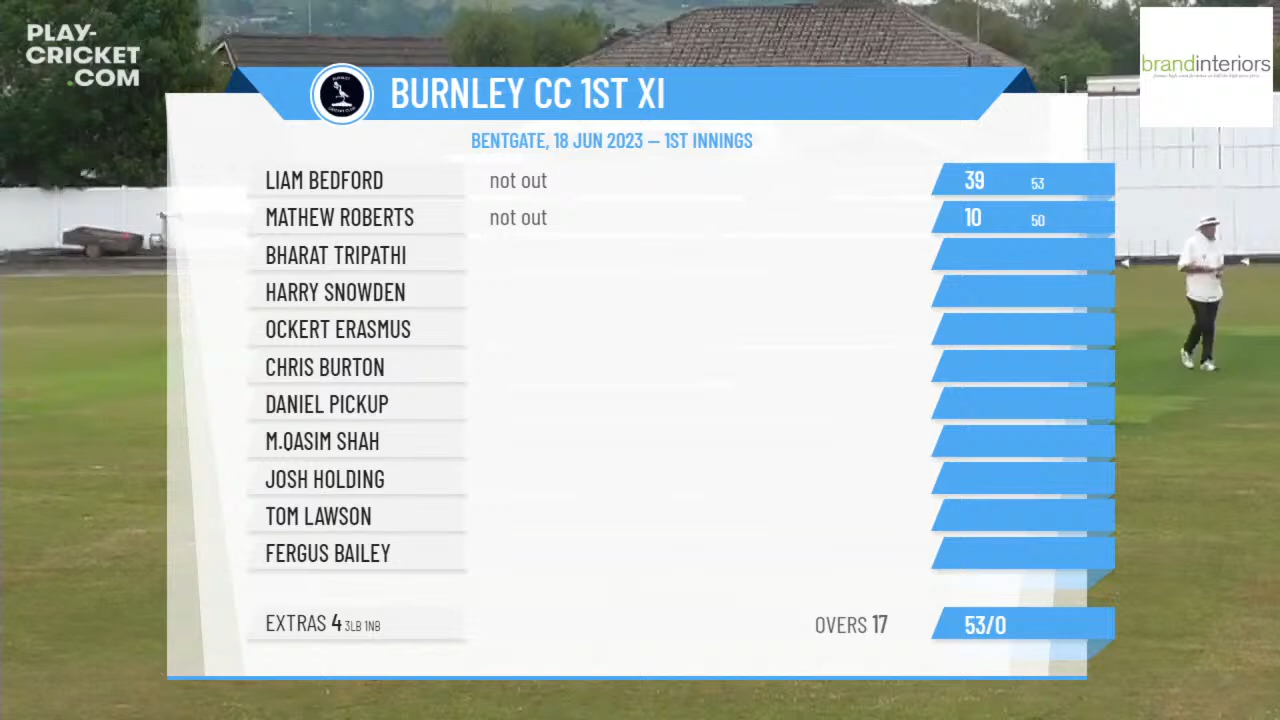 PLAY-
CRICKET
.COM
brandinteriors
BURNLEY CC 1ST XI
BENTGATE, 18 JUN 2023 – 1ST INNINGS
LIAM BEDFORD not out 39 53
MATHEW ROBERTS not out 10 50
BHARAT TRIPATHI
HARRY SNOWDEN
OCKERT ERASMUS
CHRIS BURTON
DANIEL PICKUP
M.QASIM SHAH
JOSH HOLDING
TOM LAWSON
FERGUS BAILEY
EXTRAS 4 3LB 1NB OVERS 17 53/0